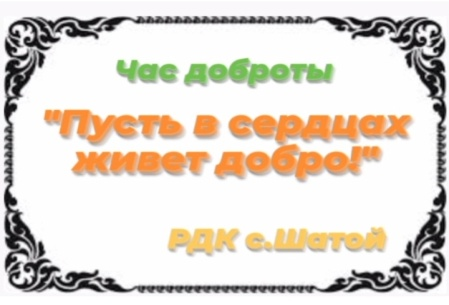 Час доброты
"Пусть в сердцах
живет добро!"
РДК с.Шатой